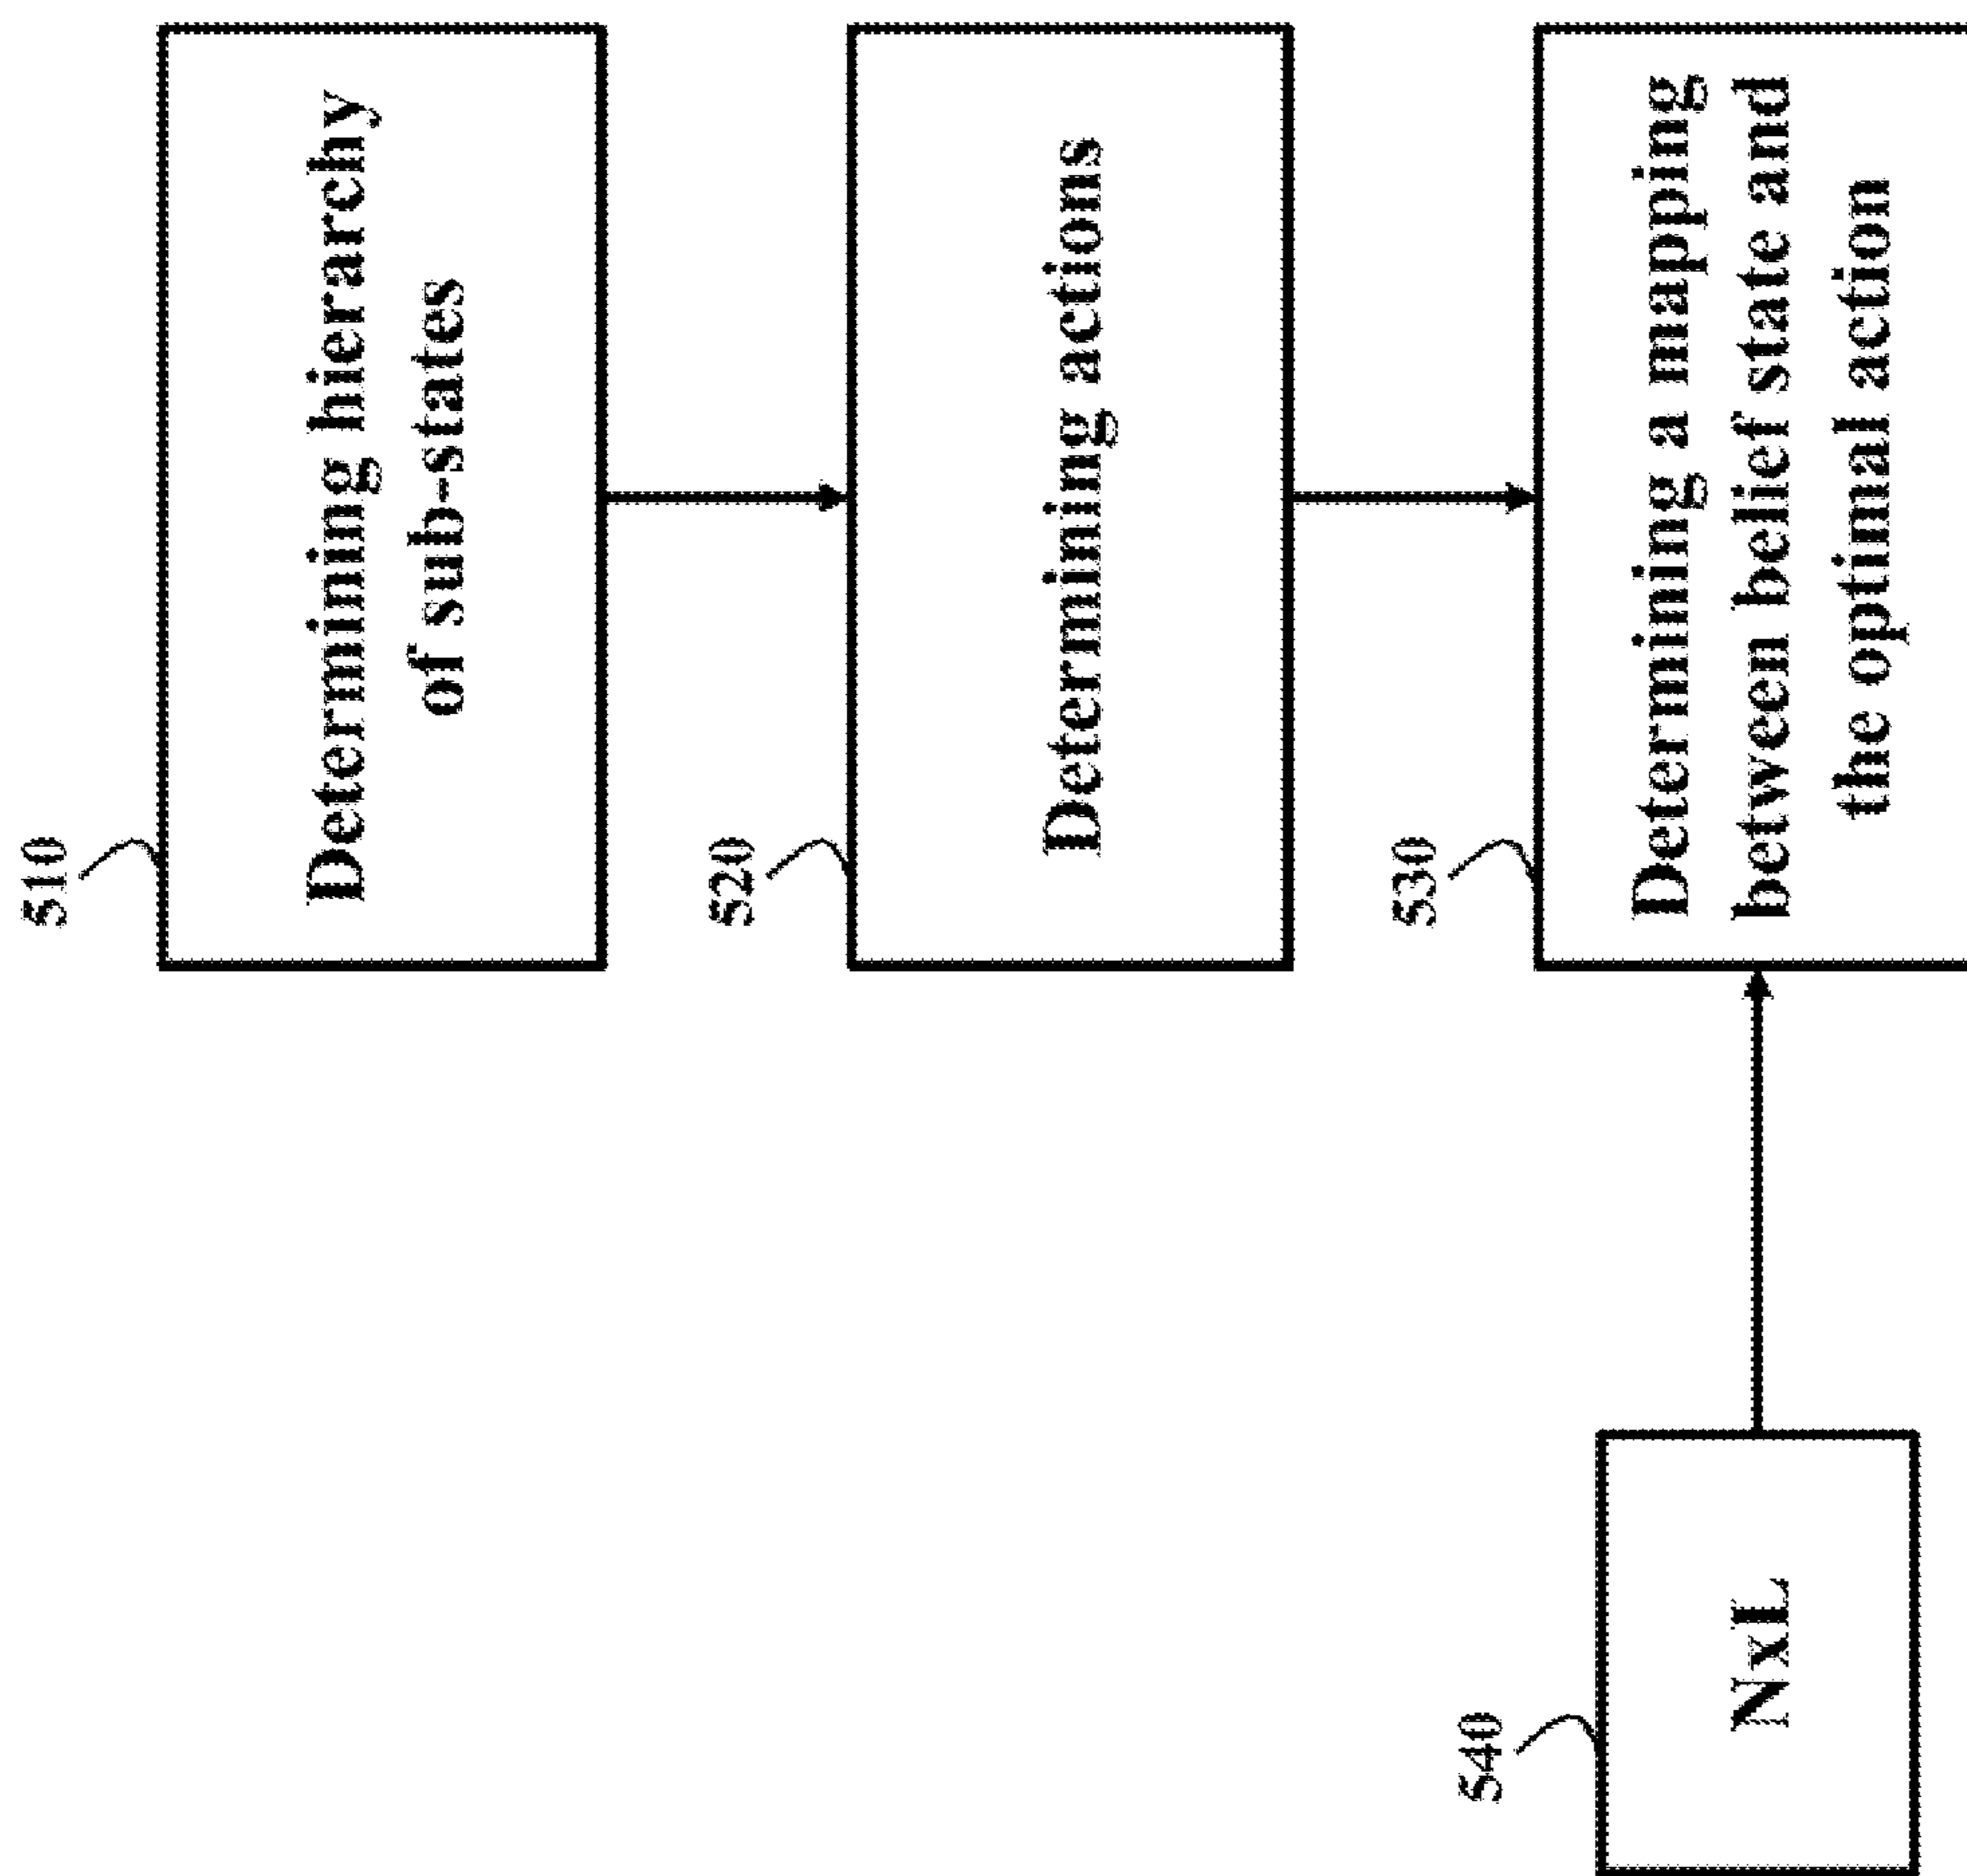 510
Determining hierarchy
of sub-states
520
Determining actions
530
Determining a mapping
between belief state and
the optimal action
540
NxL